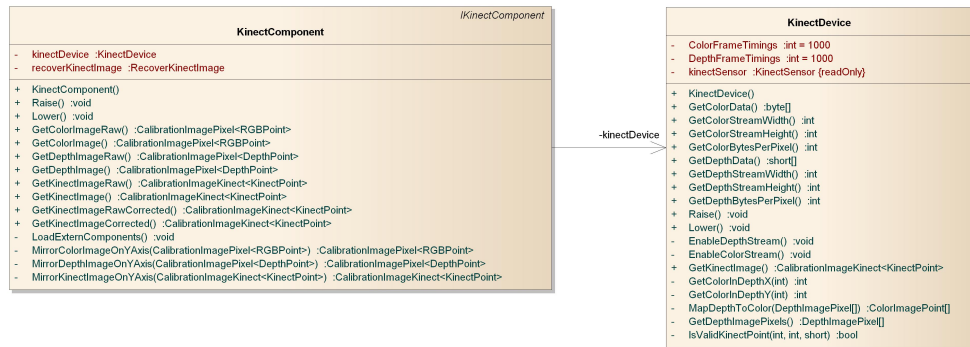 IKinectComponent
KinectComponent
- kinectDevice :KinectDevice
- recoverKinectImage :RecoverKinectImage
+ KinectComponent()
+ Raise() :void
+ Lower() :void
+ GetColorImageRaw() :CalibrationImagePixel<RGBPoint>
+ GetColorImage() :CalibrationImagePixel<RGBPoint>
+ GetDepthImageRaw() :CalibrationImagePixel<DepthPoint>
+ GetDepthImage() :CalibrationImagePixel<DepthPoint>
+ GetKinectImageRaw() :CalibrationImageKinect<KinectPoint>
+ GetKinectImage() :CalibrationImageKinect<KinectPoint>
+ GetKinectImageRawCorrected() :CalibrationImageKinect<KinectPoint>
+ GetKinectImageCorrected() :CalibrationImageKinect<KinectPoint>
- LoadExternComponents() :void
- MirrorColorImageOnYAxis(CalibrationImagePixel<RGBPoint>) :CalibrationImagePixel<RGBPoint>
- MirrorDepthImageOnYAxis(CalibrationImagePixel<DepthPoint>) :CalibrationImagePixel<DepthPoint>
- MirrorKinectImageOnYAxis(CalibrationImageKinect<KinectPoint>) :CalibrationImageKinect<KinectPoint>
-kinectDevice
KinectDevice
- ColorFrameTimings :int = 1000
- DepthFrameTimings :int = 1000
- kinectSensor :KinectSensor {readOnly}
+ KinectDevice()
+ GetColorData() :byte[]
+ GetColorStreamWidth() :int
+ GetColorStreamHeight() :int
+ GetColorBytesPerPixel() :int
+ GetDepthData() :short[]
+ GetDepthStreamWidth() :int
+ GetDepthStreamHeight() :int
+ GetDepthBytesPerPixel() :int
+ Raise() :void
+ Lower() :void
- EnableDepthStream() :void
- EnableColorStream() :void
+ GetKinectImage() :CalibrationImageKinect<KinectPoint>
- GetColorInDepthX(int) :int
- GetColorInDepthY(int) :int
- MapDepthToColor(DepthImagePixel[]) :ColorImagePoint[]
- GetDepthImagePixels() :DepthImagePixel[]
- IsValidKinectPoint(int, int, short) :bool